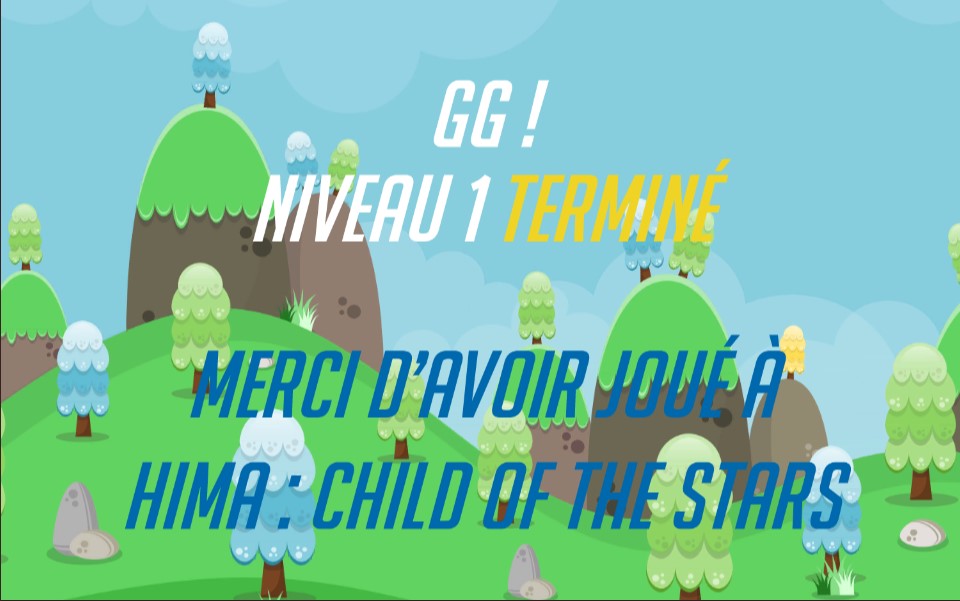 GG !
NIVEAU 1 TERMINÉ
MERCI D'AVOIR JOUÉ À
HIMA : CHILD OF THE STARS